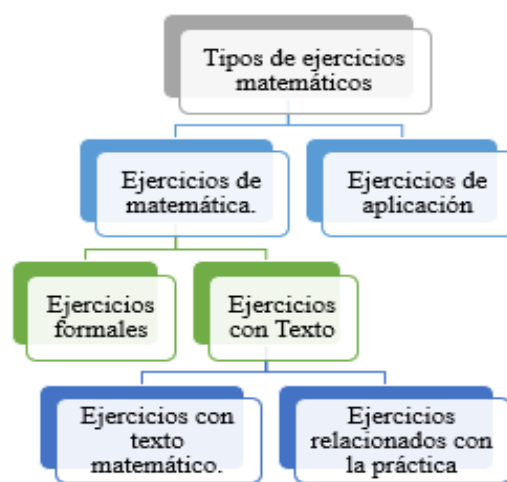 Tipos de ejercicios
matemáticos
Ejercicios de
matemática.
Ejercicios de
aplicación
Ejercicios
formales
Ejercicios
con Texto
Ejercicios con
texto
matemático.
Ejercicios
relacionados con
la práctica